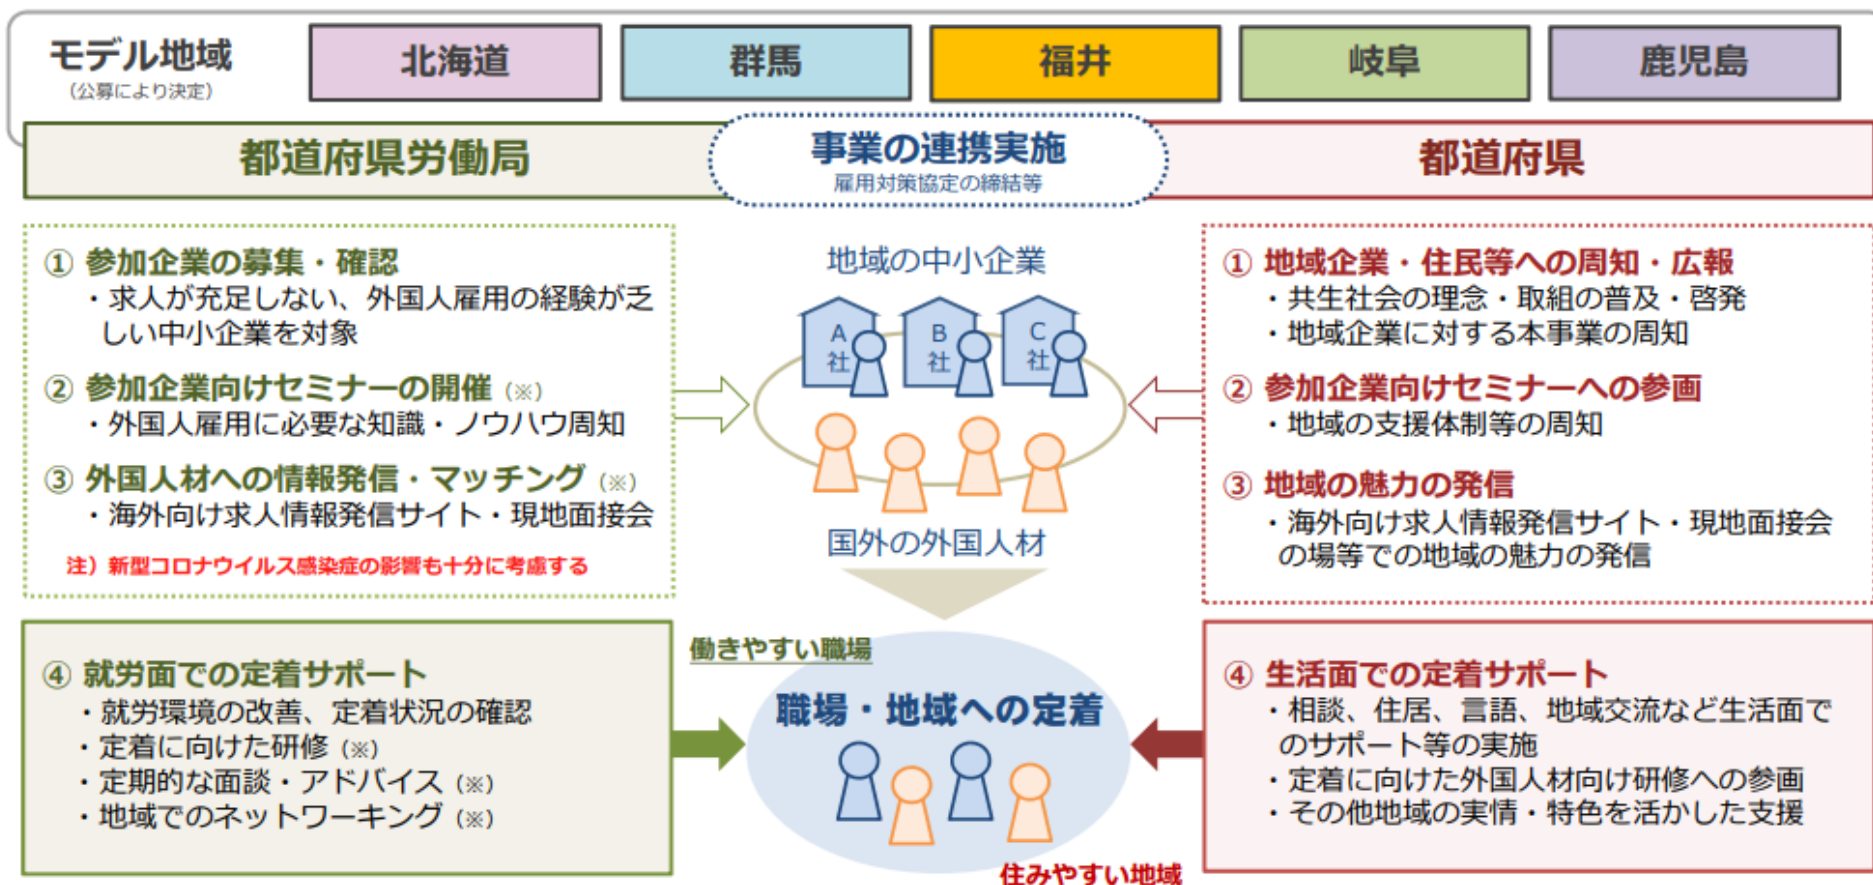 モデル地域
(公募により決定)
北海道
群馬
福井
岐阜
鹿児島
都道府県労働局
事業の連携実施
雇用対策協定の締結等
都道府県
① 参加企業の募集・確認
・求人が充足しない、外国人雇用の経験が乏
しい中小企業を対象
② 参加企業向けセミナーの開催（※）
・外国人雇用に必要な知識・ノウハウ周知
③ 外国人材への情報発信・マッチング（※）
・海外向け求人情報発信サイト・現地面接会
注）新型コロナウイルス感染症の影響も十分に考慮する
地域の中小企業
A社
B社
C社
国外の外国人材
① 地域企業・住民等への周知・広報
・共生社会の理念・取組の普及・啓発
・地域企業に対する本事業の周知
② 参加企業向けセミナーへの参画
・地域の支援体制等の周知
③ 地域の魅力の発信
・海外向け求人情報発信サイト・現地面接会
の場等での地域の魅力の発信
④ 就労面での定着サポート
・就労環境の改善、定着状況の確認
・定着に向けた研修（※）
・定期的な面談・アドバイス（※）
・地域でのネットワーキング（※）
働きやすい職場
職場・地域への定着
住みやすい地域
④ 生活面での定着サポート
・相談、住居、言語、地域交流など生活面で
のサポート等の実施
・定着に向けた外国人材向け研修への参画
・その他地域の実情・特色を活かした支援